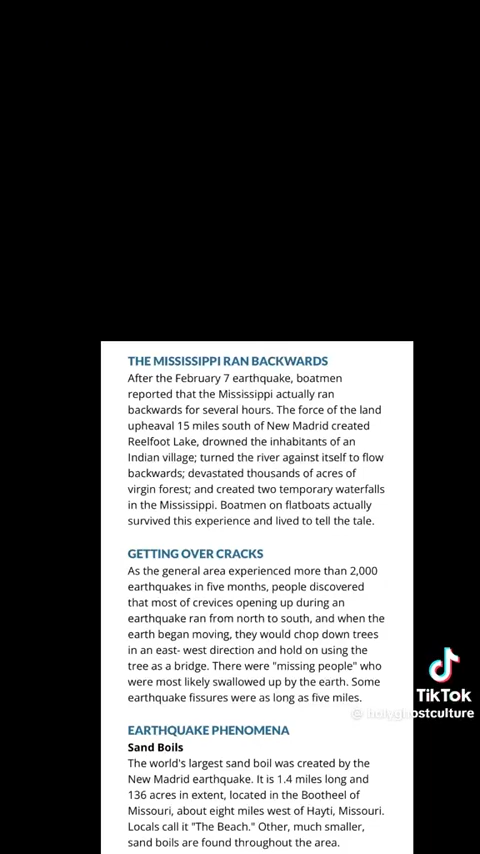 THE MISSISSIPPI RAN BACKWARDS
After the February 7 earthquake, boatmen
reported that the Mississippi actually ran
backwards for several hours. The force of the land
upheaval 15 miles south of New Madrid created
Reelfoot Lake, drowned the inhabitants of an
Indian village; turned the river against itself to flow
backwards; devastated thousands of acres of
virgin forest; and created two temporary waterfalls
in the Mississippi. Boatmen on flatboats actually
survived this experience and lived to tell the tale.
GETTING OVER CRACKS
As the general area experienced more than 2,000
earthquakes in five months, people discovered
that most of crevices opening up during an
earthquake ran from north to south, and when the
earth began moving, they would chop down trees
in an east- west direction and hold on using the
tree as a bridge. There were "missing people" who
were most likely swallowed up by the earth. Some
earthquake fissures were as long as five miles.
TikTok
@holyghostculture
EARTHQUAKE PHENOMENA
Sand Boils
The world's largest sand boil was created by the
New Madrid earthquake. It is 1.4 miles long and
136 acres in extent, located in the Bootheel of
Missouri, about eight miles west of Hayti, Missouri.
Locals call it "The Beach." Other, much smaller,
sand boils are found throughout the area.